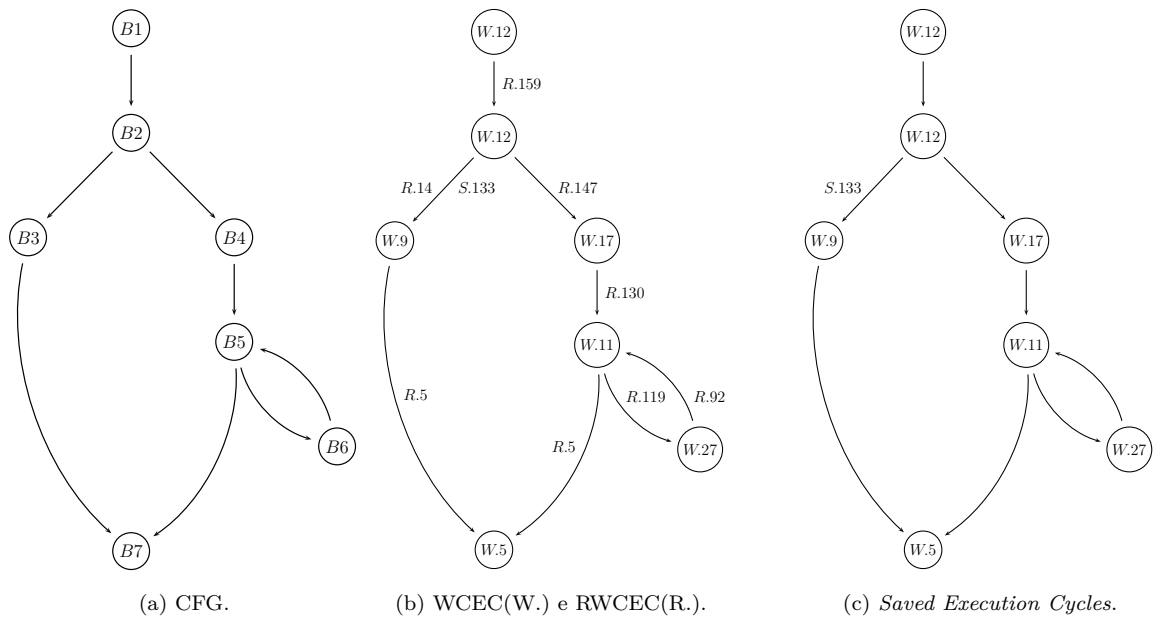 B1
B2
B3
B4
B5
B6
B7
(a) CFG.
W.12
R.159
W.12
R.14
S.133
R.147
W.9
W.17
R.130
W.11
R.5
R.119
R.92
R.5
W.27
W.5
(b) WCEC(W.) e RWCEC(R.).
W.12
W.12
S.133
W.9
W.17
W.11
W.27
W.5
(c) Saved Execution Cycles.